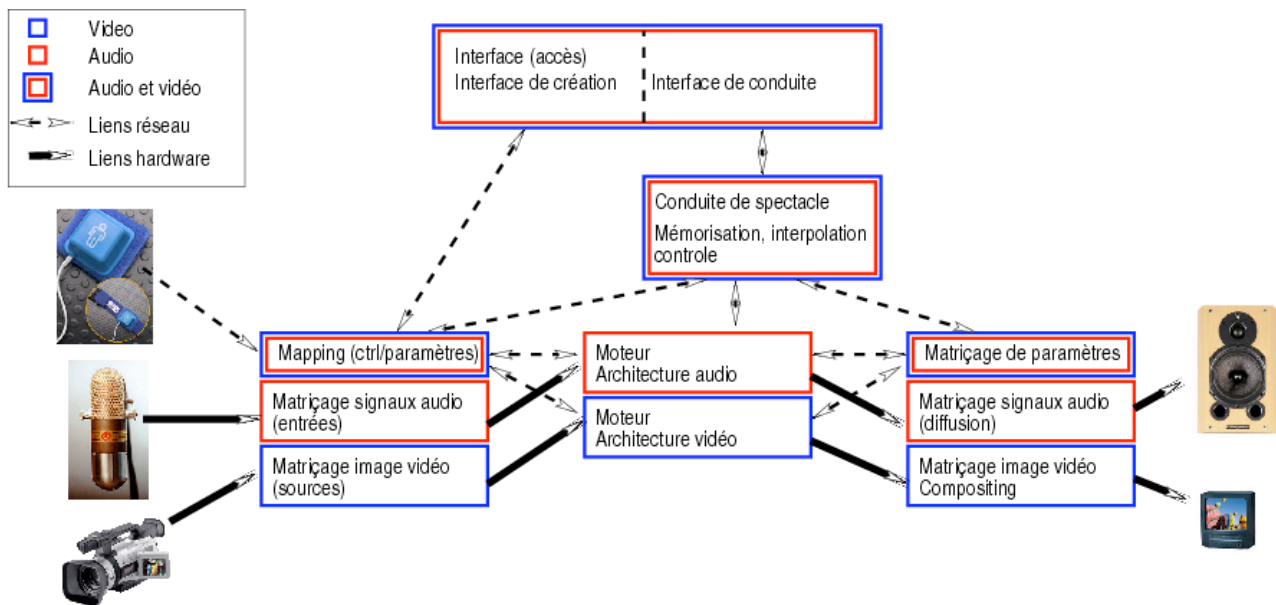 Video
Audio
Audio et vidéo
Liens réseau
Liens hardware
Interface (accès)
Interface de création
Interface de conduite
Conduite de spectacle
Mémorisation, interpolation
controle
Mapping (ctrl/paramètres)
Matriçage signaux audio
(entrées)
Matriçage image vidéo
(sources)
Moteur
Architecture audio
Moteur
Architecture vidéo
Matriçage de paramètres
Matriçage signaux audio
(diffusion)
Matriçage image vidéo
Compositing